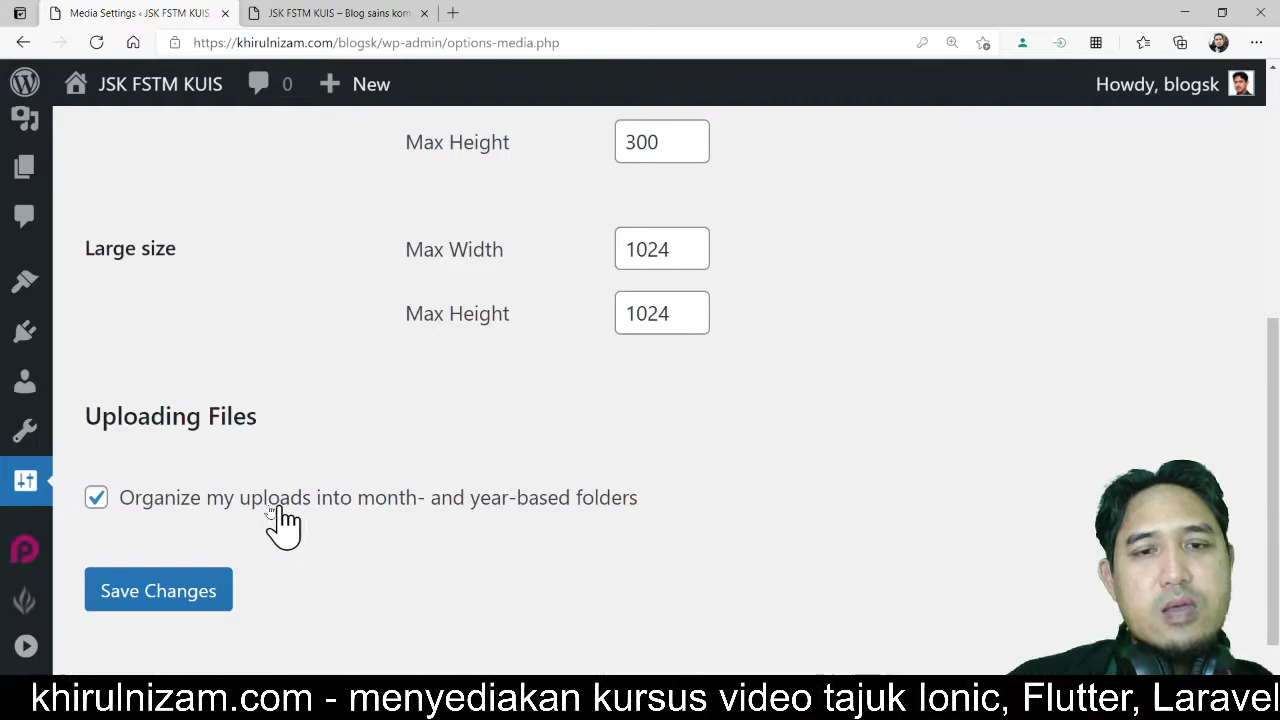 Media Settings ‹ JSK FSTM KUIS
JSK FSTM KUIS – Blog sains kom
https://khirulnizam.com/blogsk/wp-admin/options-media.php
JSK FSTM KUIS
0
New
Howdy, blogsk
Max Height
300
Large size
Max Width
1024
Max Height
1024
Uploading Files
Organize my uploads into month- and year-based folders
Save Changes
khirulnizam.com - menyediakan kursus video tajuk Ionic, Flutter, Laravel